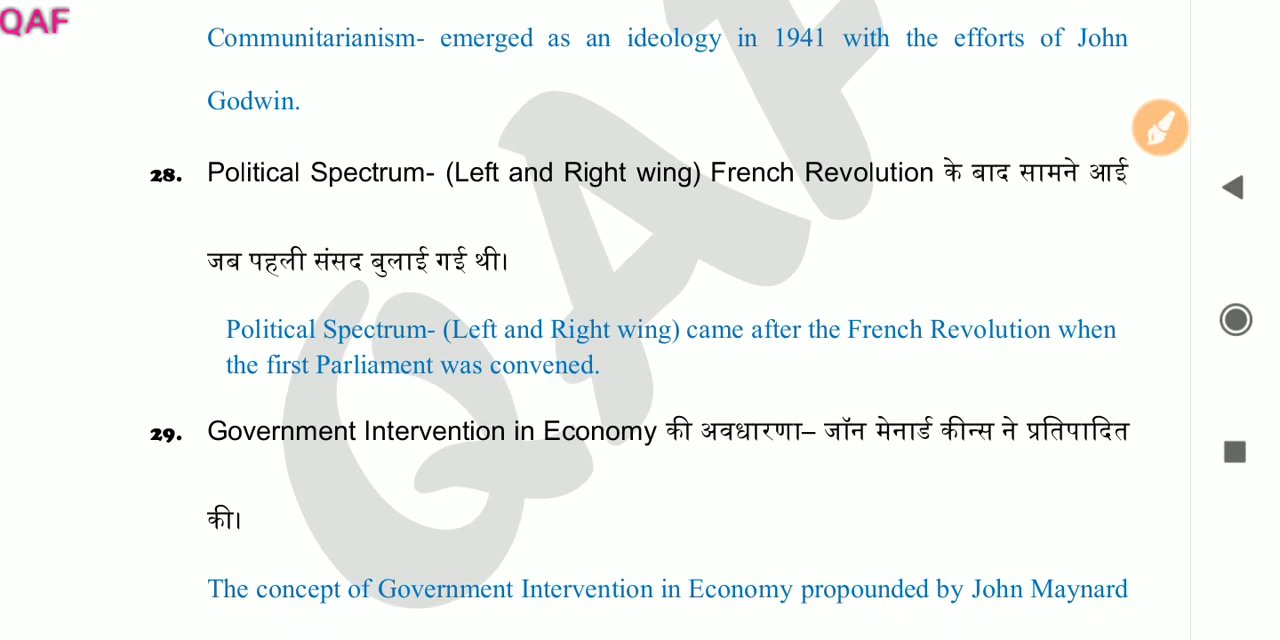 QAF
Communitarianism- emerged as an ideology in 1941 with the efforts of John
Godwin.
28. Political Spectrum- (Left and Right wing) French Revolution के बाद सामने आई
जब पहली संसद बुलाई गई थी।
Political Spectrum- (Left and Right wing) came after the French Revolution when
the first Parliament was convened.
29. Government Intervention in Economy की अवधारणा– जॉन मेनार्ड कीन्स ने प्रतिपादित
की।
The concept of Government Intervention in Economy propounded by John Maynard
QAF